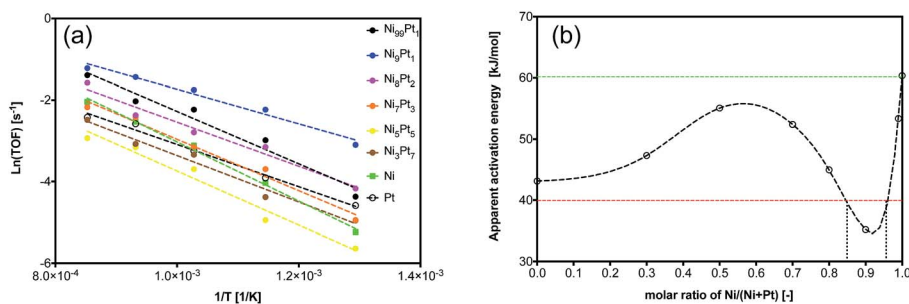 (a)
0
-2
-4
-6
Ln(TOF) [s⁻¹]
8.0×10⁻⁴
1.0×10⁻³
1.2×10⁻³
1.4×10⁻³
1/T [1/K]
Ni₉₉Pt₁
Ni₉Pt₁
Ni₈Pt₂
Ni₇Pt₃
Ni₅Pt₅
Ni₃Pt₇
Ni
Pt
(b)
Apparent activation energy [kJ/mol]
70
60
50
40
30
0.0 0.1 0.2 0.3 0.4 0.5 0.6 0.7 0.8 0.9 1.0
molar ratio of Ni/(Ni+Pt) [-]